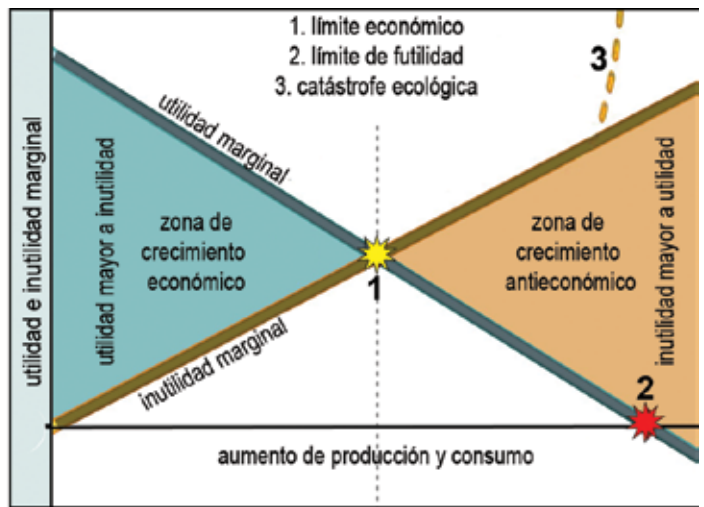 1. límite económico
2. límite de futilidad
3. catástrofe ecológica
3
utilidad e inutilidad marginal
utilidad mayor a inutilidad
utilidad marginal
zona de
crecimiento
económico
inutilidad marginal
1
zona de
crecimiento
antieconómico
inutilidad mayor a utilidad
2
aumento de producción y consumo